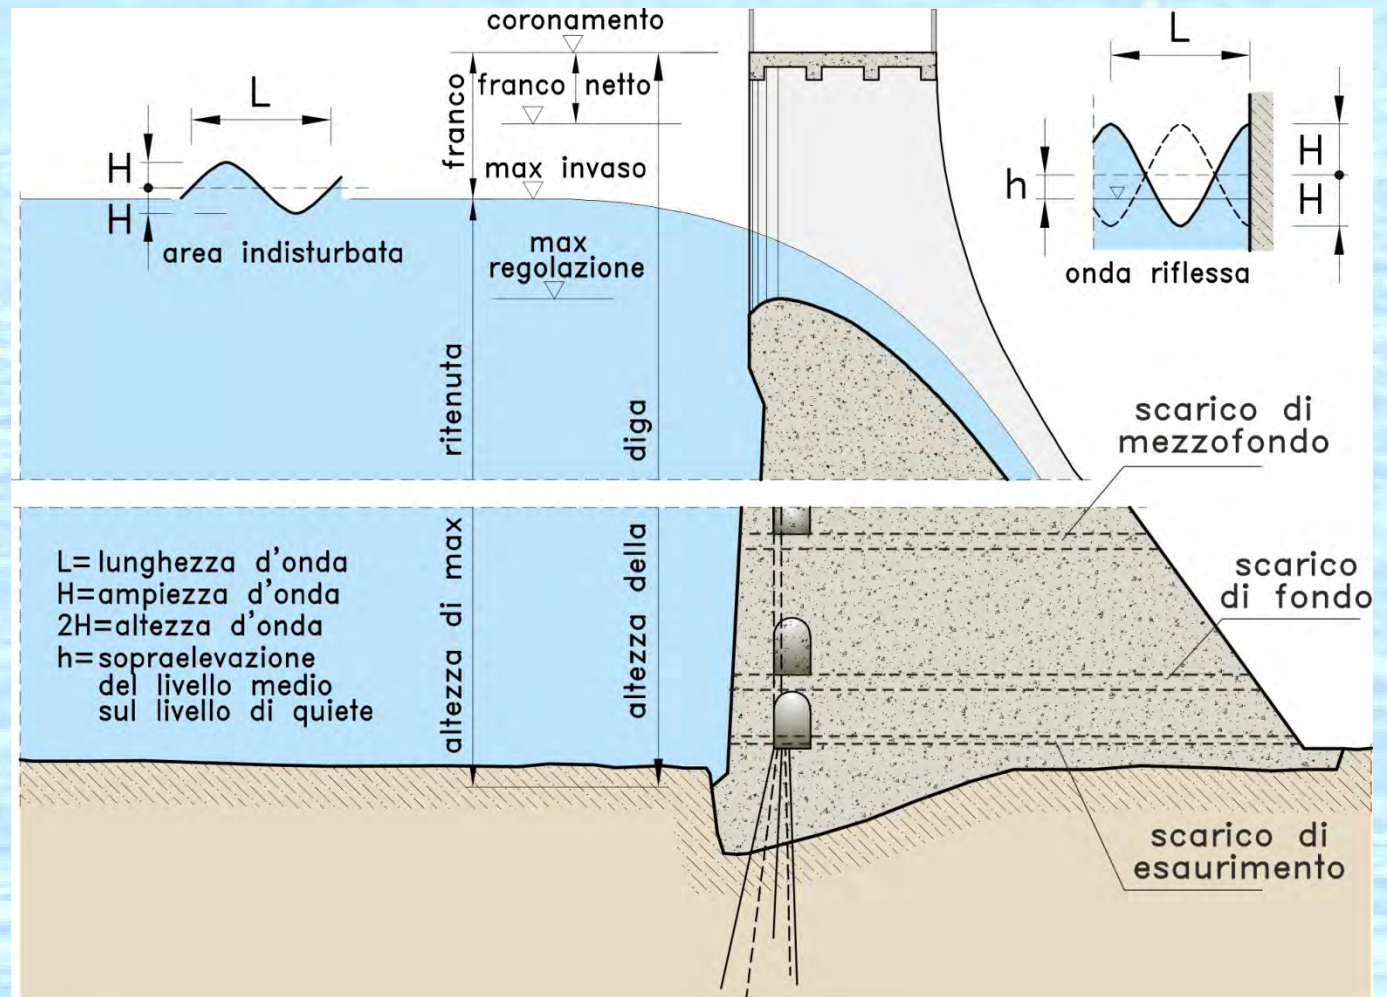 coronamento
franco
franco netto
max invaso
max
regolazione
L
H
H
area indisturbata
L
H
h
H
onda riflessa
altezza di max ritenuta
altezza della diga
scarico di
mezzofondo
scarico
di fondo
scarico di
esaurimento
L= lunghezza d'onda
H=ampiezza d'onda
2H=altezza d'onda
h= sopraelevazione
del livello medio
sul livello di quiete